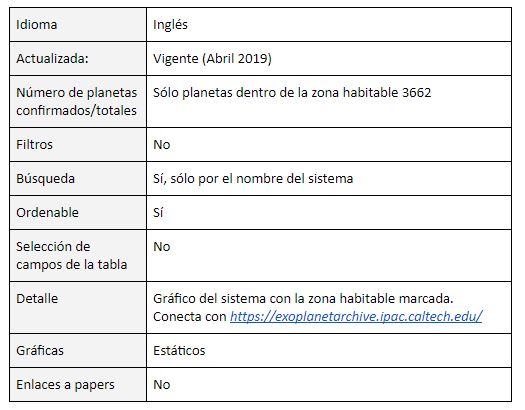 Idioma Inglés
Actualizada: Vigente (Abril 2019)
Número de planetas Sólo planetas dentro de la zona habitable 3662
confirmados/totales
Filtros No
Búsqueda Sí, sólo por el nombre del sistema
Ordenable Sí
Selección de No
campos de la tabla
Detalle Gráfico del sistema con la zona habitable marcada.
Conecta con https://exoplanetarchive.ipac.caltech.edu/
Gráficas Estáticos
Enlaces a papers No